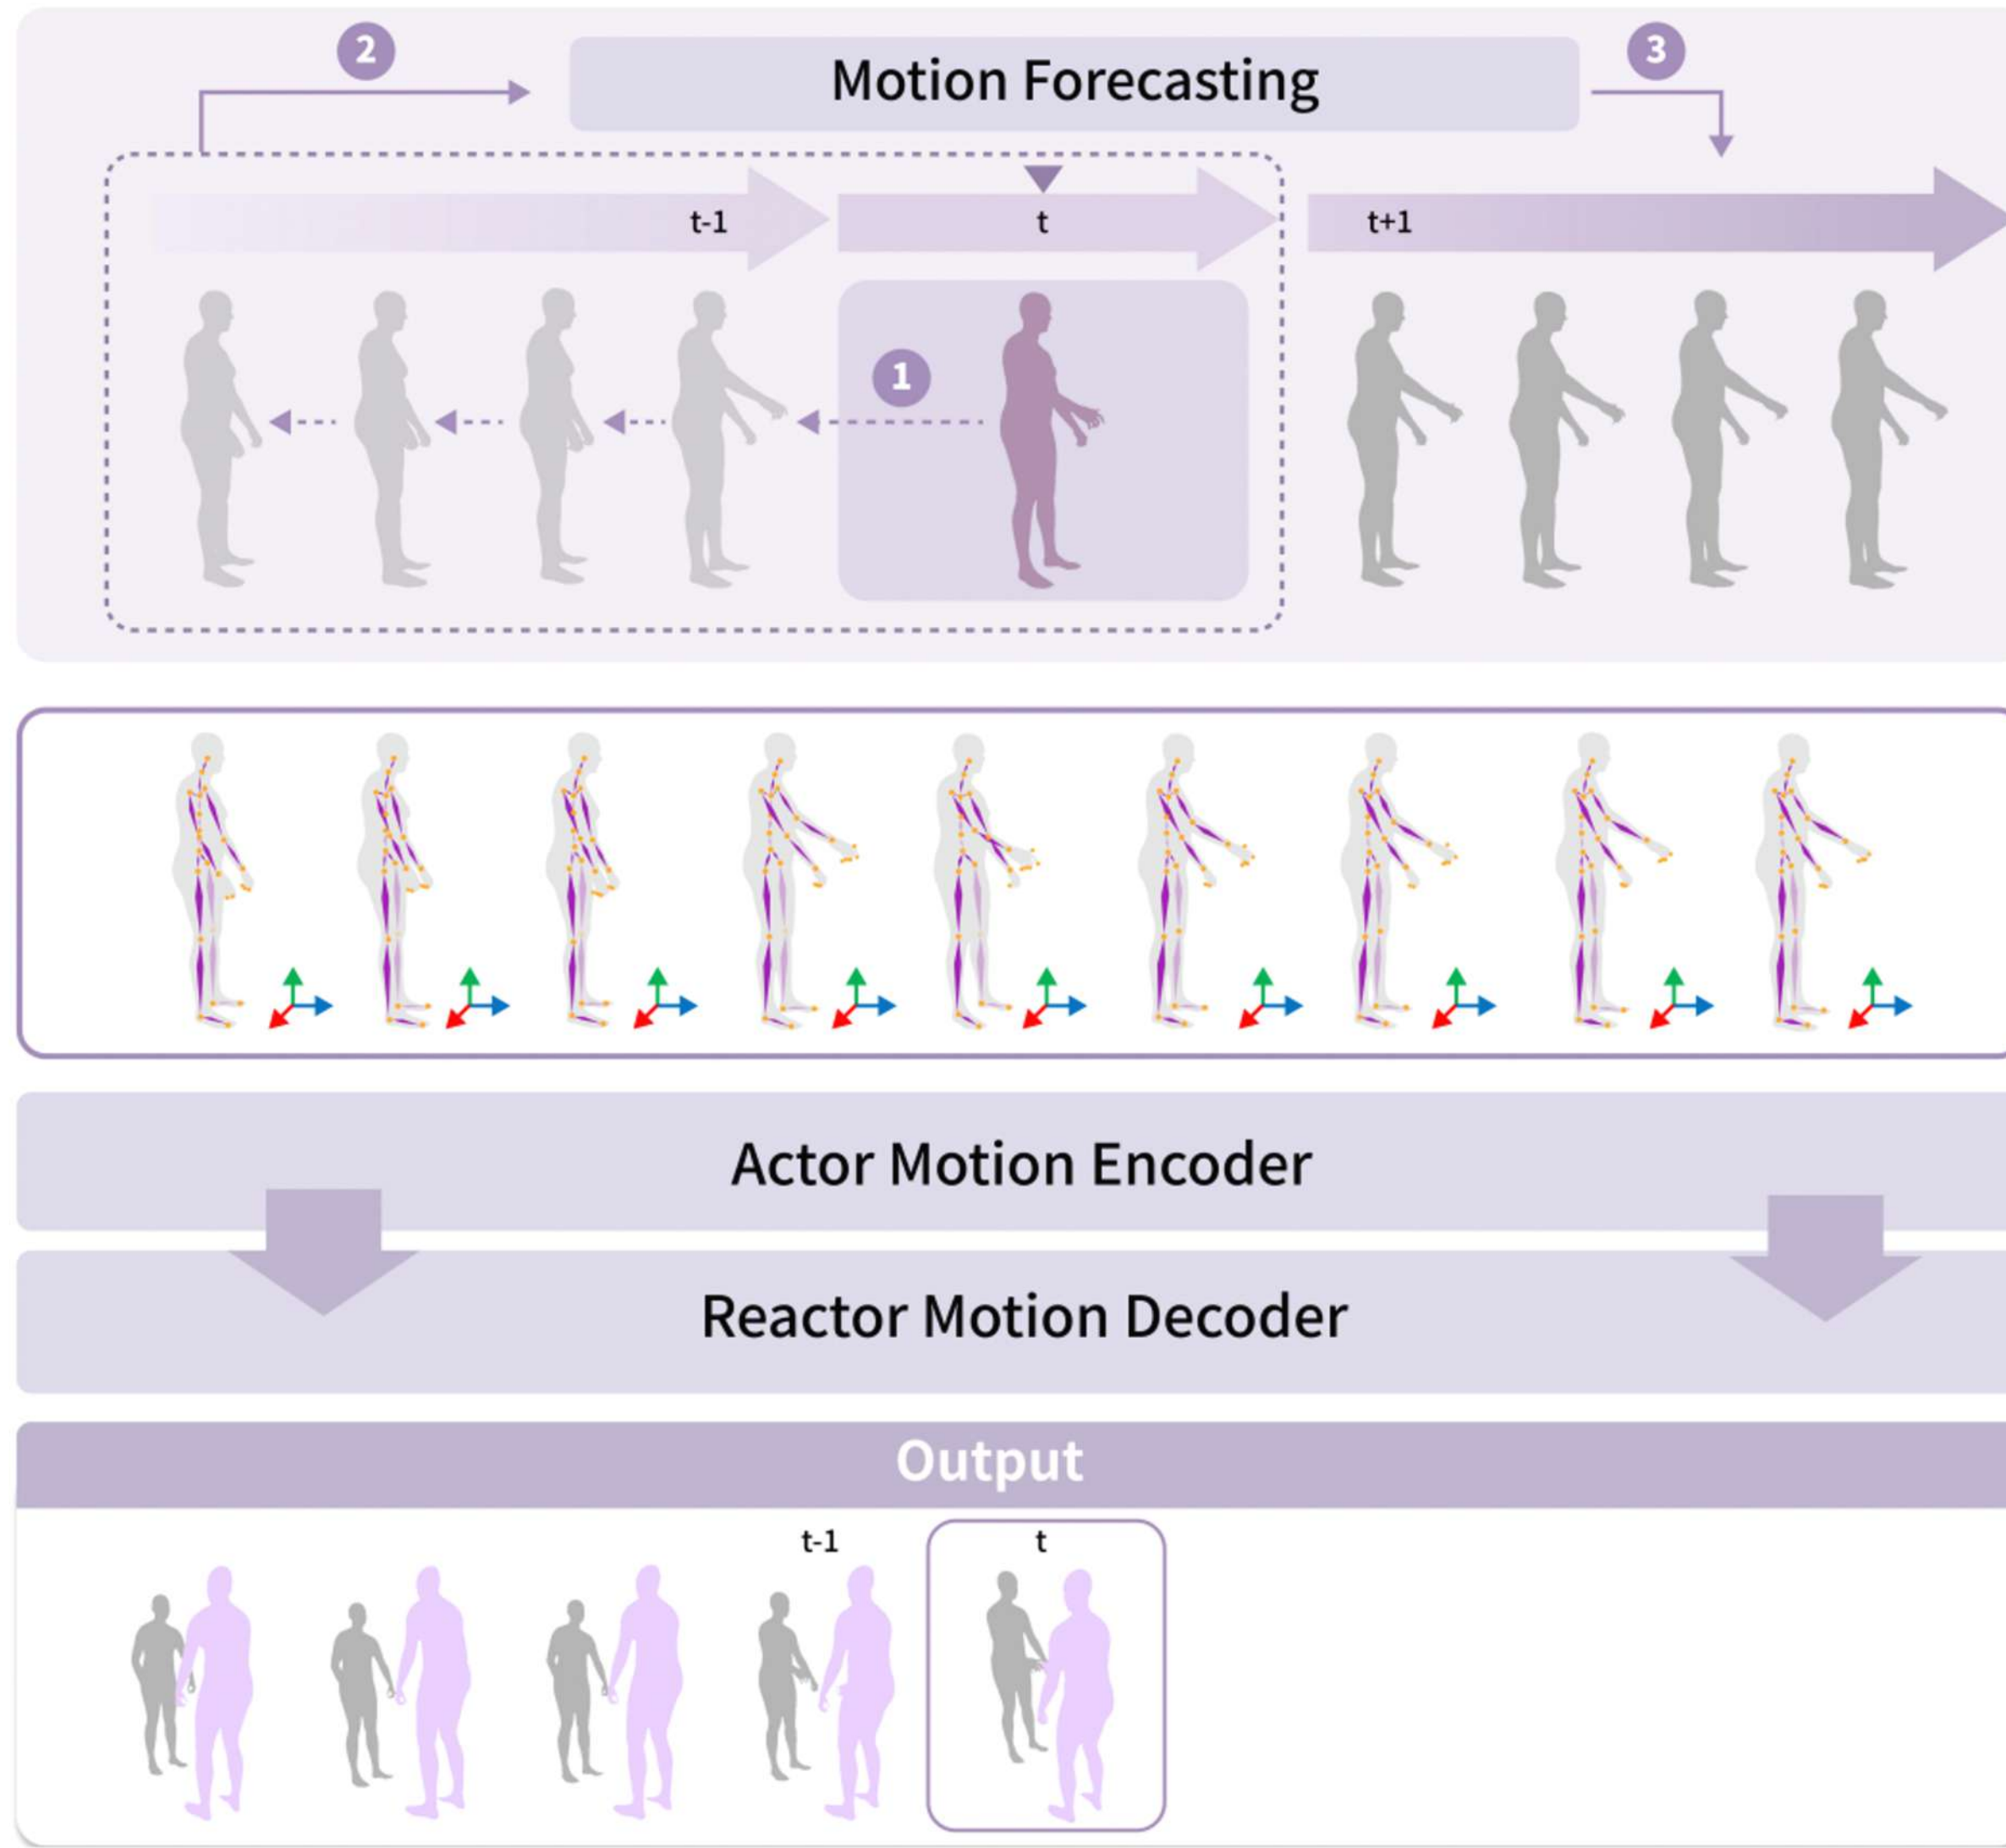 2
Motion Forecasting
3
t-1
t
t+1
1
Actor Motion Encoder
Reactor Motion Decoder
Output
t-1
t